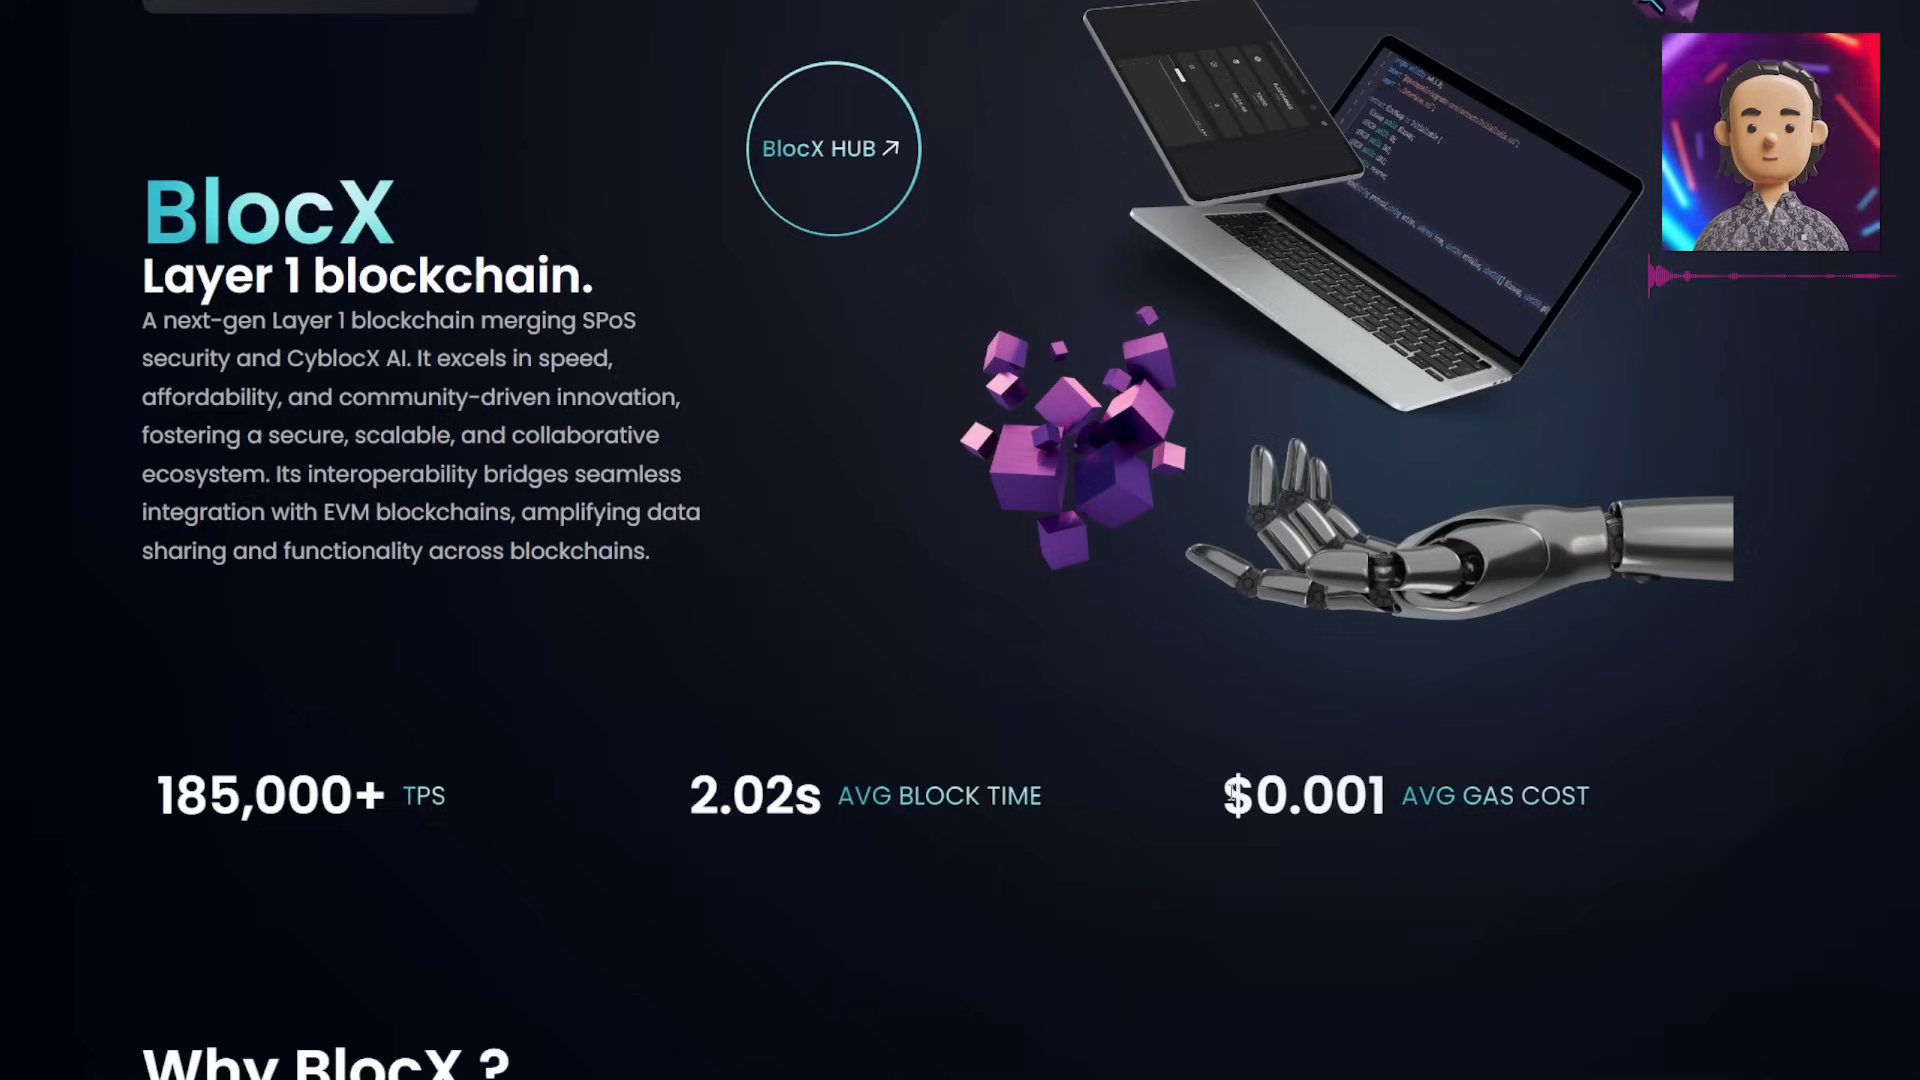 BlocX HUB
BlocX
Layer 1 blockchain.
A next-gen Layer 1 blockchain merging SPoS
security and CyblocX AI. It excels in speed,
affordability, and community-driven innovation,
fostering a secure, scalable, and collaborative
ecosystem. Its interoperability bridges seamless
integration with EVM blockchains, amplifying data
sharing and functionality across blockchains.
185,000+ TPS
2.02s AVG BLOCK TIME
$0.001 AVG GAS COST
Why BlocX ?